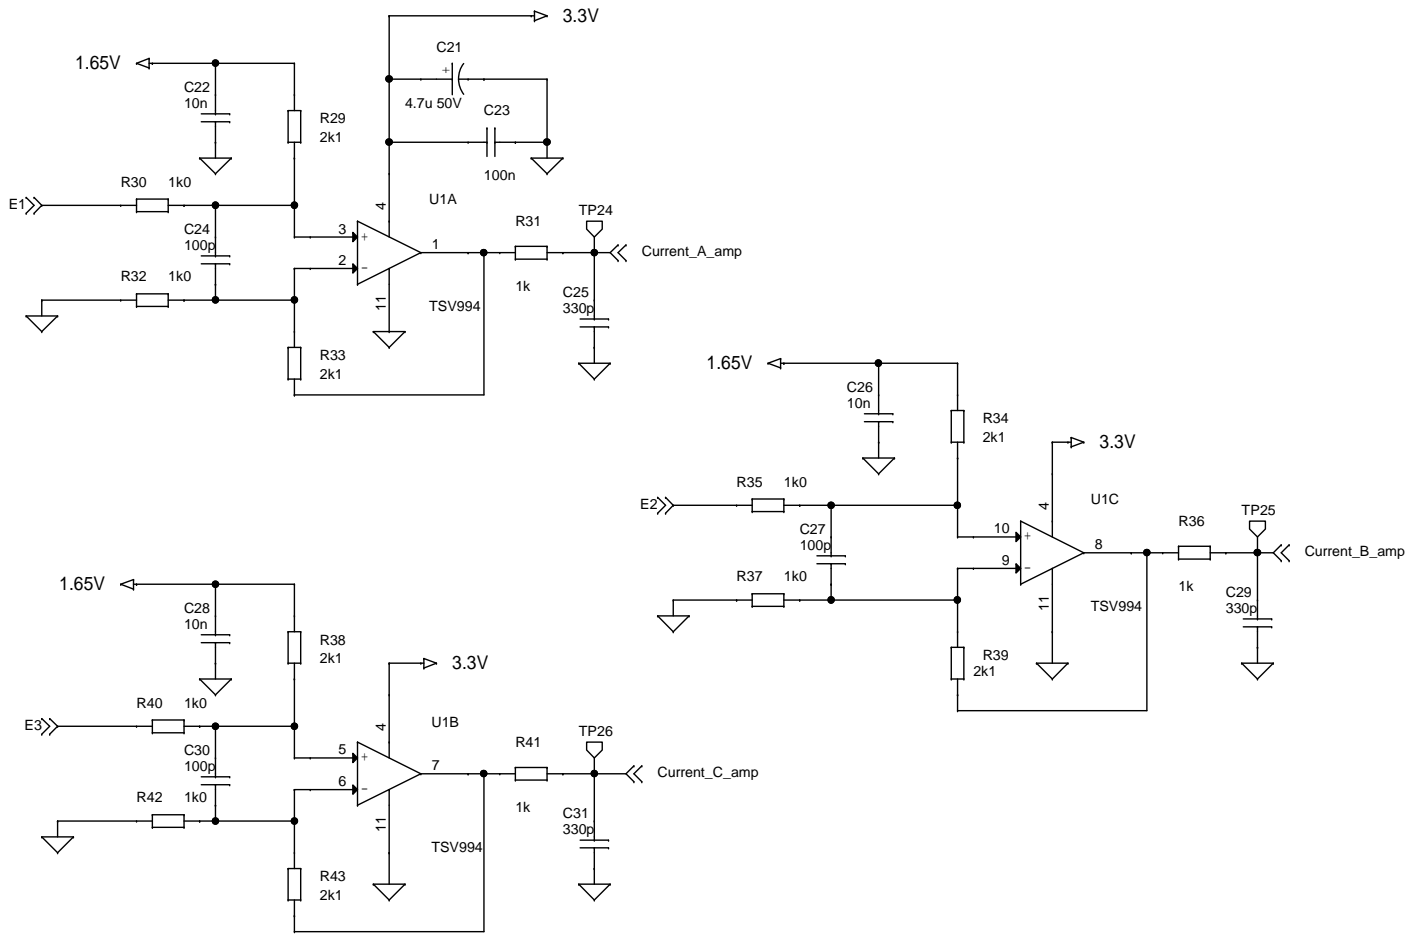 3.3V
1.65V
C21
+
4.7u 50V
C22
10n
C23
100n
R29
2k1
R30 1k0
E1
C24
100p
R32 1k0
U1A
4
3
+
2
−
1
11
TSV994
R31
1k
TP24
Current_A_amp
C25
330p
R33
2k1
1.65V
C26
10n
R34
2k1
3.3V
R35 1k0
E2
C27
100p
R37 1k0
U1C
4
10
+
9
−
8
11
TSV994
R36
1k
TP25
Current_B_amp
C29
330p
R39
2k1
1.65V
C28
10n
R38
2k1
3.3V
R40 1k0
E3
C30
100p
R42 1k0
U1B
4
5
+
6
−
7
11
TSV994
R41
1k
TP26
Current_C_amp
C31
330p
R43
2k1